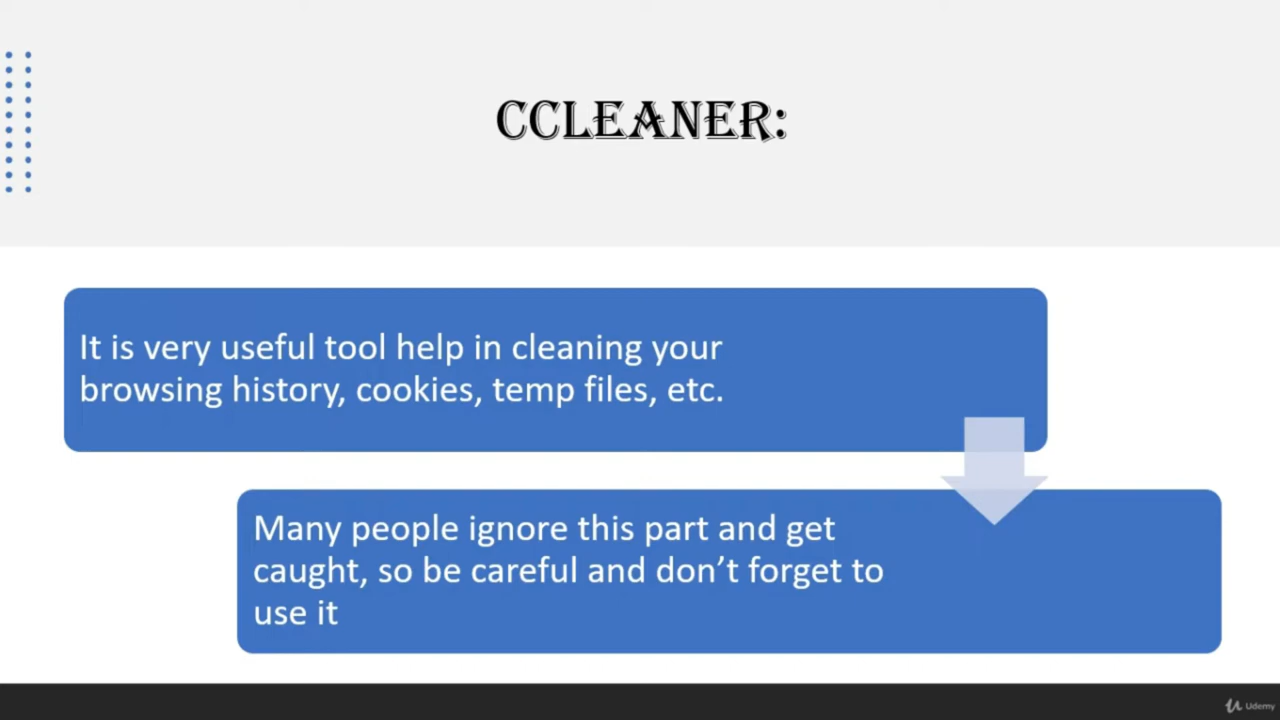 CCLEANER:
It is very useful tool help in cleaning your
browsing history, cookies, temp files, etc.
Many people ignore this part and get
caught, so be careful and don’t forget to
use it
Udemy